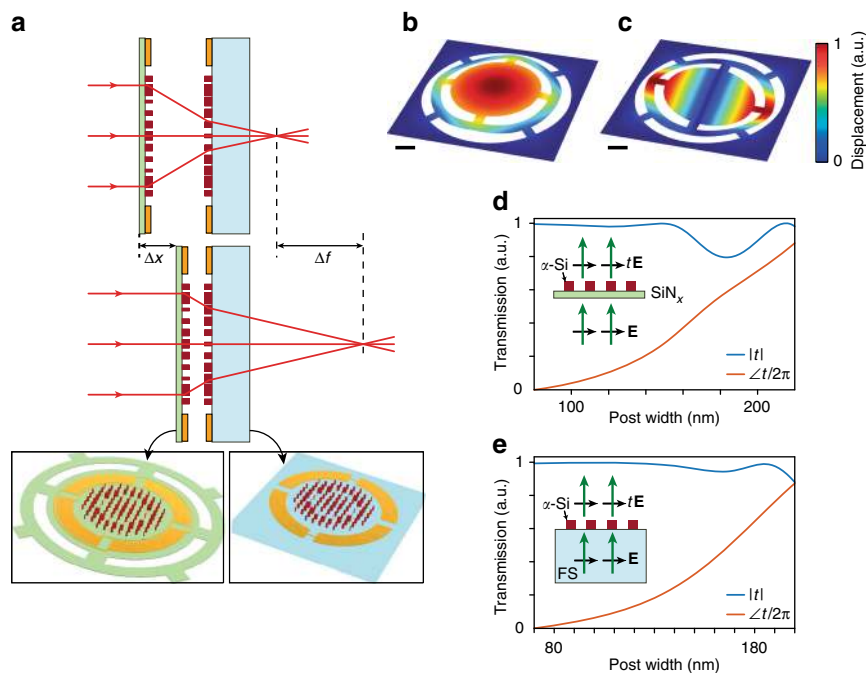 a
Δx
Δf
b
c
1
0
Displacement (a.u.)
d
1
0
Transmission (a.u.)
α-Si
tE
SiNₓ
E
|t|
∠t/2π
100
200
Post width (nm)
e
1
0
Transmission (a.u.)
α-Si
tE
FS
E
|t|
∠t/2π
80
180
Post width (nm)